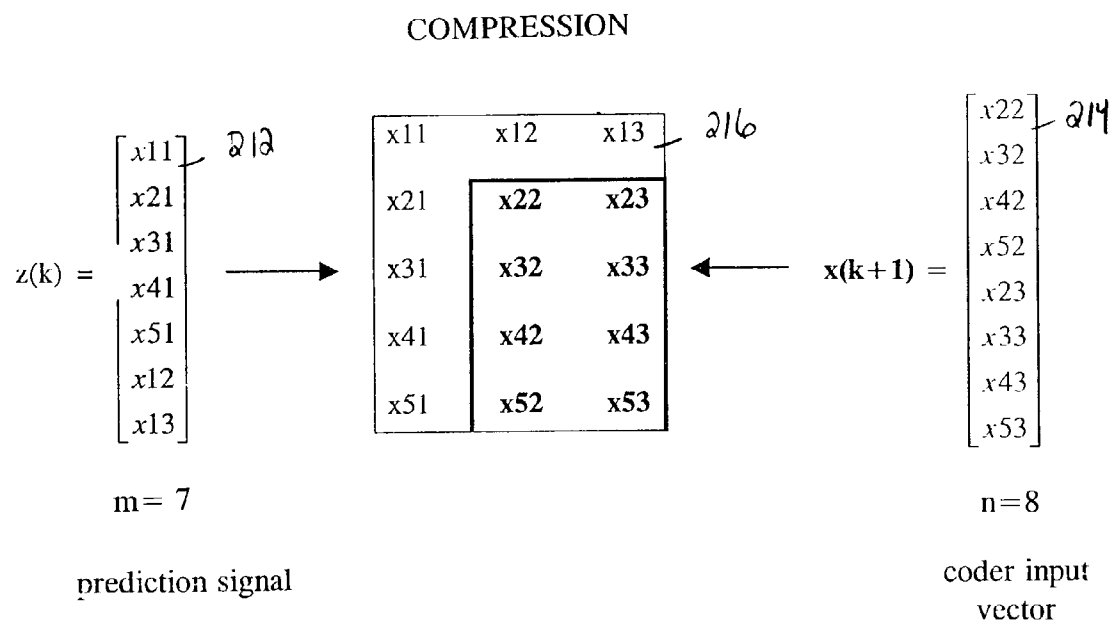 COMPRESSION
x11
x21
x31
z(k) =
x41
x51
x12
x13
212
m= 7
prediction signal
x11 x12 x13
x21 x22 x23
x31 x32 x33
x41 x42 x43
x51 x52 x53
216
x(k+1) =
x22
x32
x42
x52
x23
x33
x43
x53
214
n=8
coder input
vector